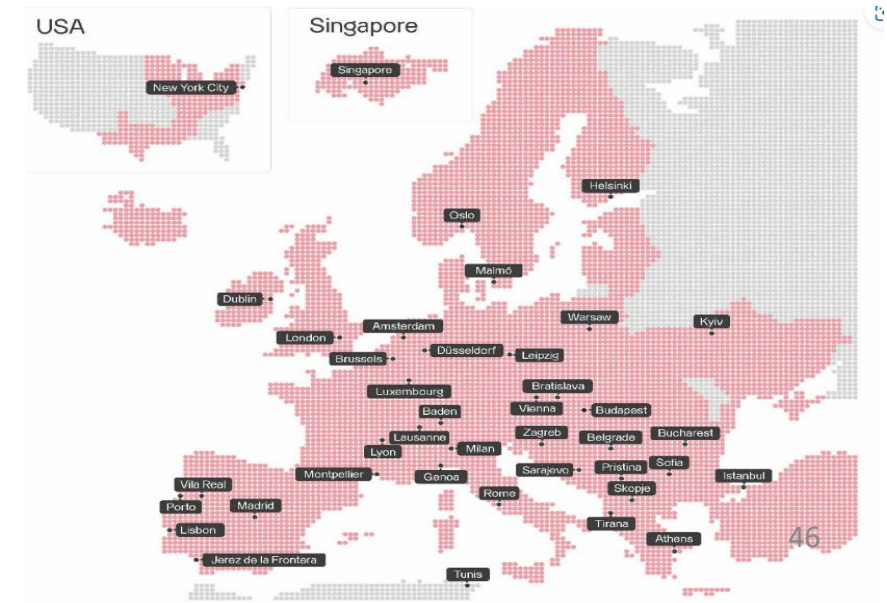 USA
Singapore
New York City
Singapore
Helsinki
Oslo
Malmö
Dublin
Amsterdam
Warsaw
Kyiv
London
Brussels
Düsseldorf
Leipzig
Luxembourg
Bratislava
Baden
Vienna
Budapest
Lausanne
Zagreb
Belgrade
Bucharest
Lyon
Milan
Montpellier
Genoa
Sarajevo
Pristina
Sofia
Istanbul
Vila Real
Rome
Skopje
Porto
Madrid
Tirana
Lisbon
Athens
46
Jerez de la Frontera
Tunis